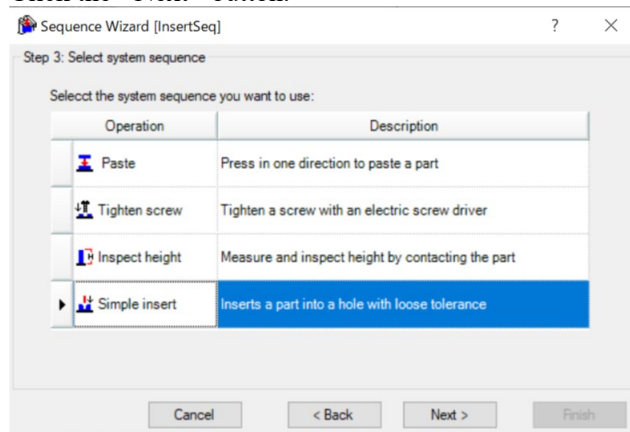 Sequence Wizard [InsertSeq] ? ×
Step 3: Select system sequence
Selecct the system sequence you want to use:
Operation Description
Paste Press in one direction to paste a part
Tighten screw Tighten a screw with an electric screw driver
Inspect height Measure and inspect height by contacting the part
Simple insert Inserts a part into a hole with loose tolerance
Cancel < Back Next > Finish